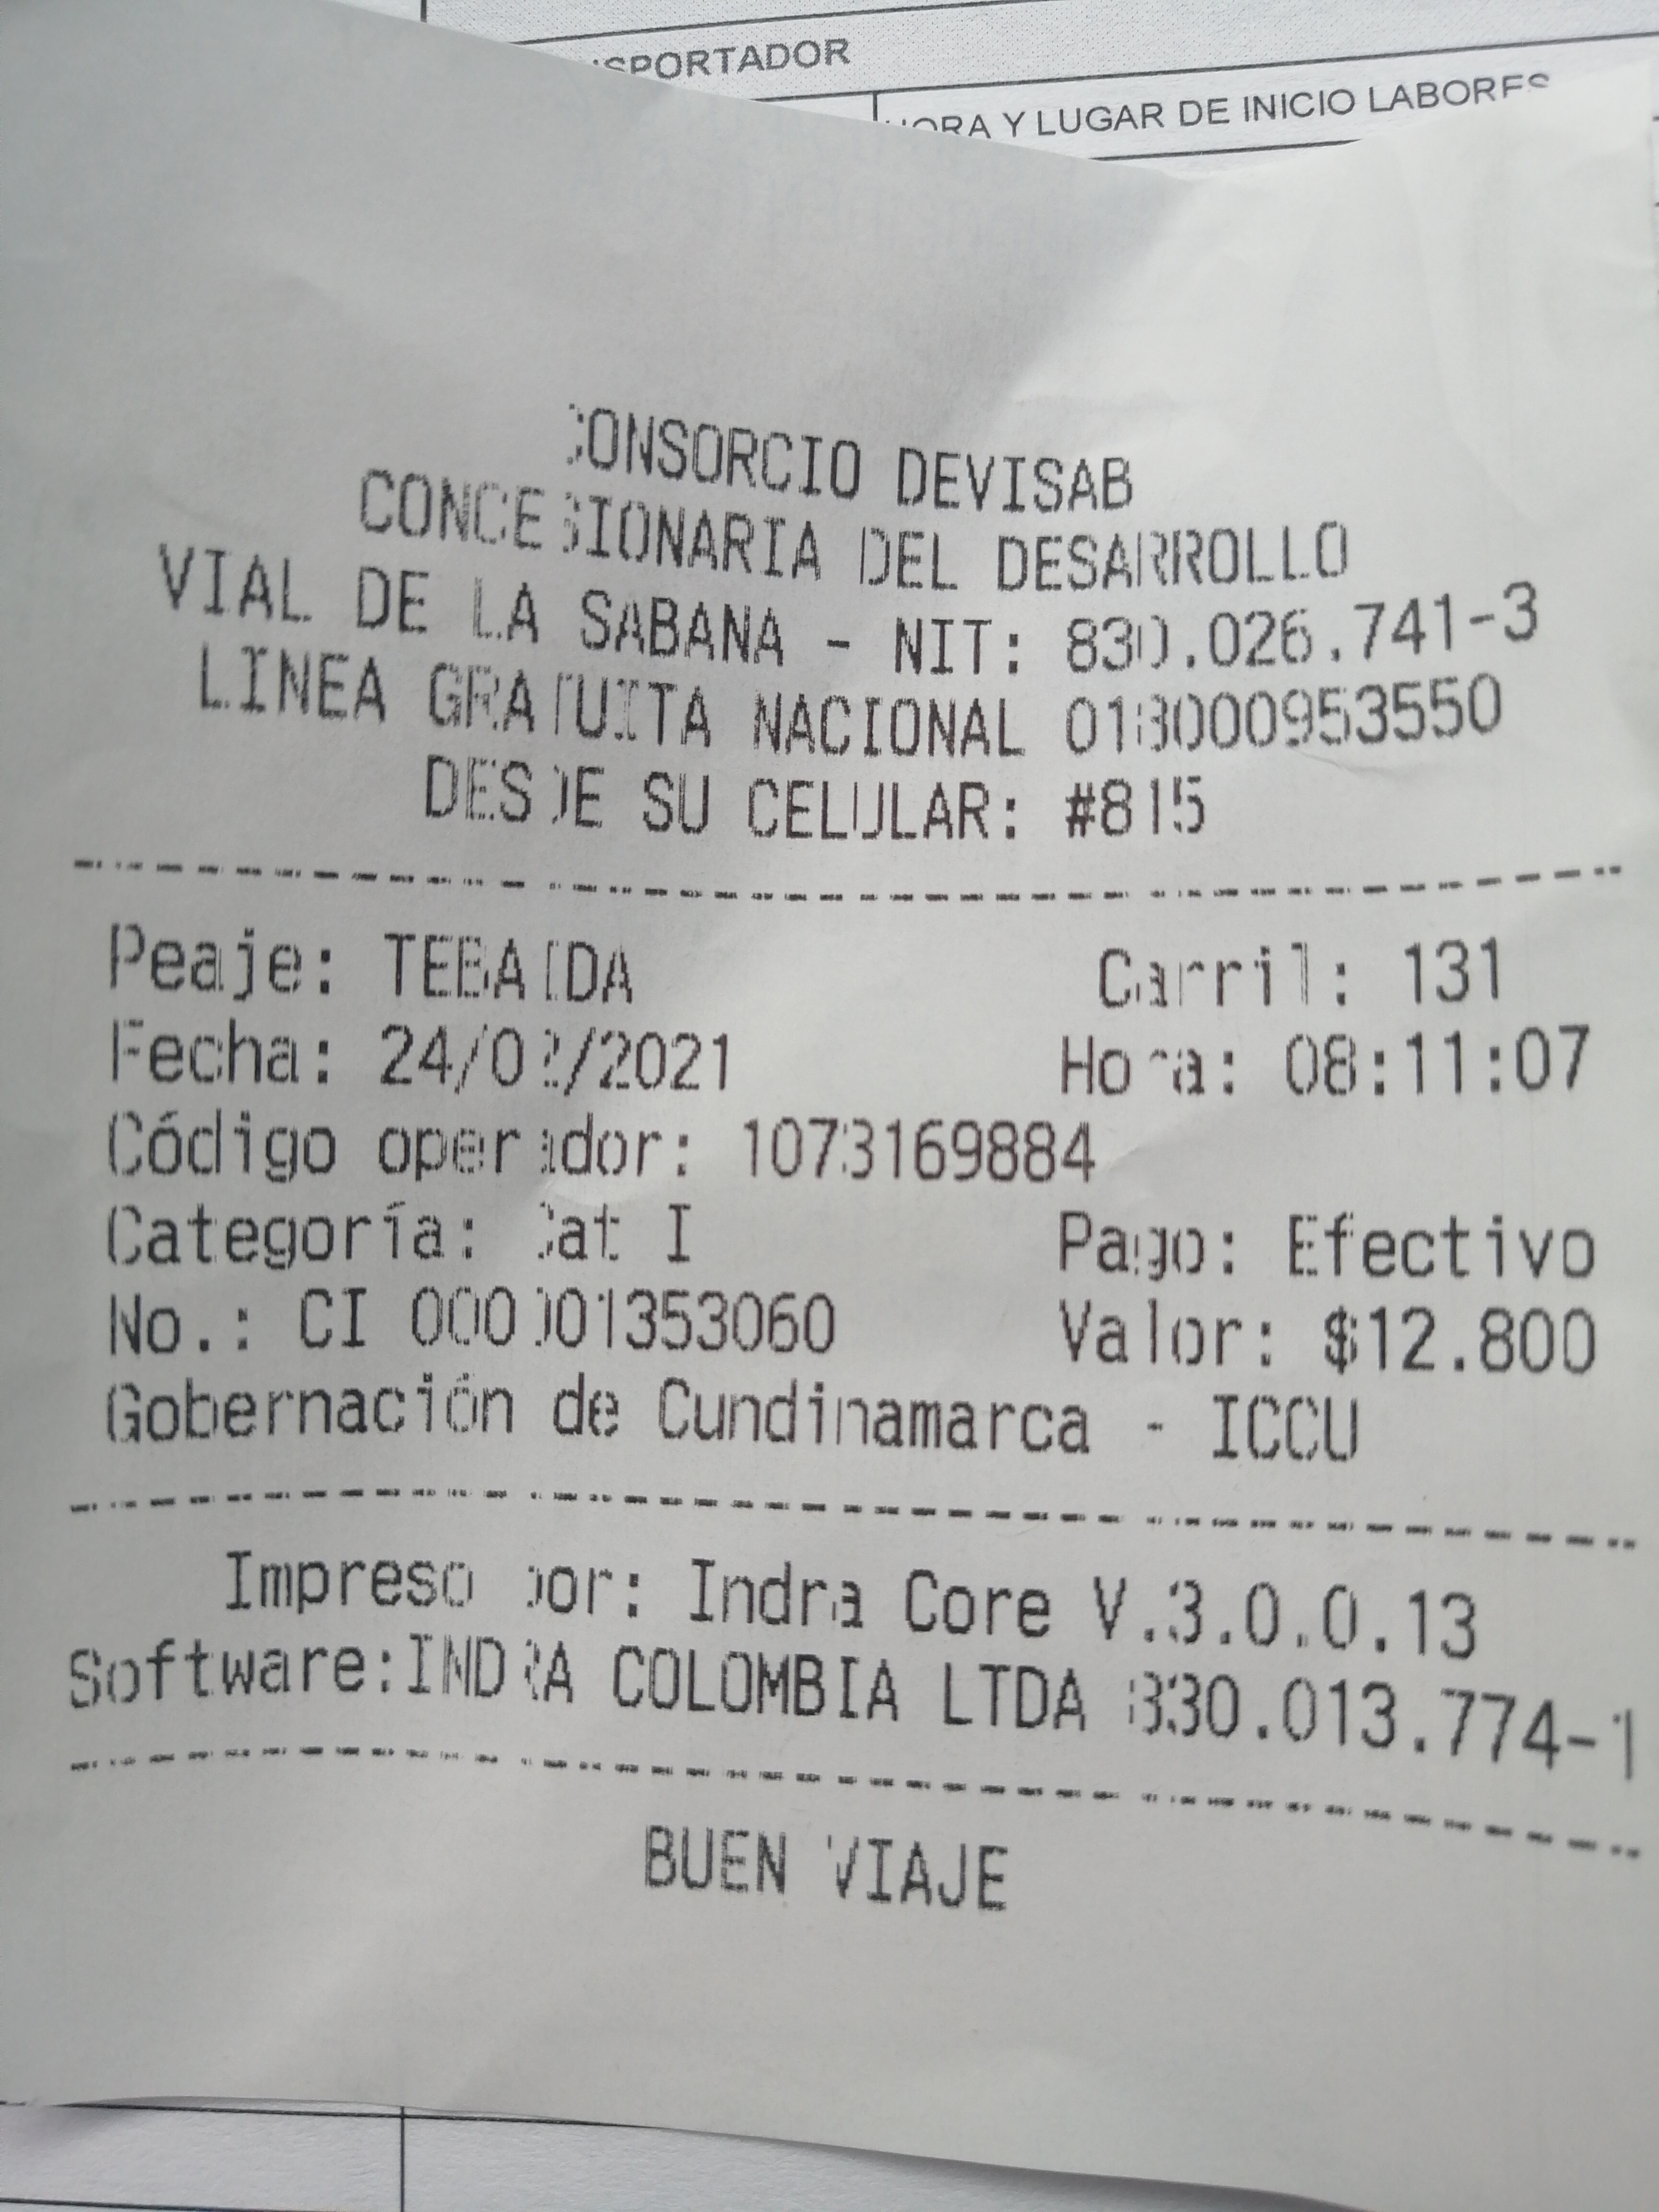 CONSORCIO DEVISAB
CONCESIONARIA DEL DESARROLLO
VIAL DE LA SABANA - NIT: 830.026.741-3
LINEA GRATUITA NACIONAL 018000953550
DESDE SU CELULAR: #815
Peaje: TEBAIDA Carril: 131
Fecha: 24/02/2021 Hora: 08:11:07
Código operador: 1073169884
Categoría: Cat I Pago: Efectivo
No.: CI 000001353060 Valor: $12.800
Gobernación de Cundinamarca - ICCU
Impreso por: Indra Core V.3.0.0.13
Software:INDRA COLOMBIA LTDA 830.013.774-1
BUEN VIAJE
Y LUGAR DE INICIO LABORES